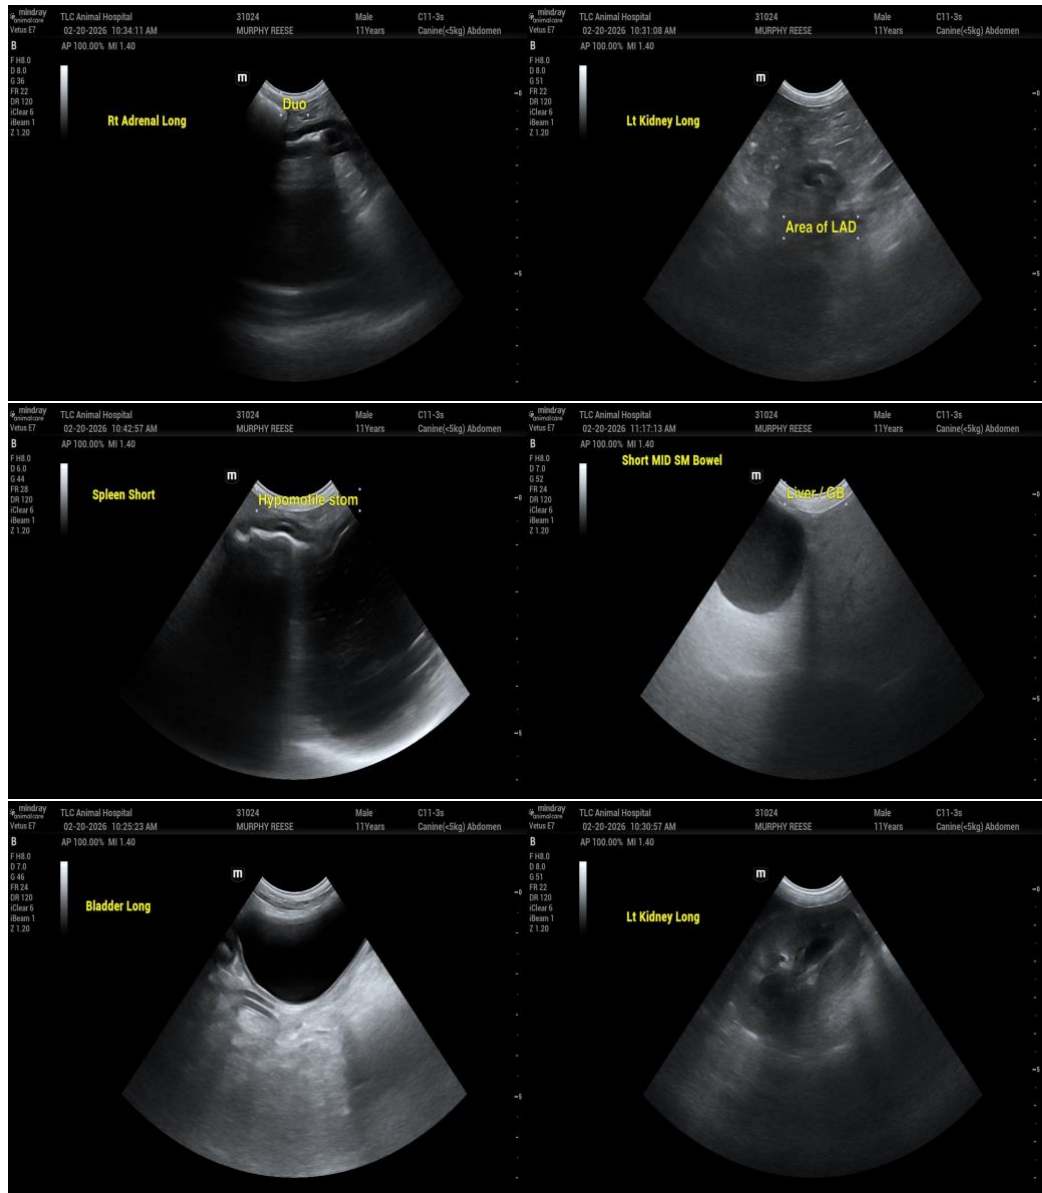 mindray TLC Animal Hospital 31024 Male C11-3s
animalcare
Vetus E7 02-20-2026 10:34:11 AM MURPHY REESE 11Years Canine(<5kg) Abdomen
B AP 100.00% MI 1.40
m
F H8.0
D 8.0
G 36
FR 22
DR 120
iClear 6
iBeam 1
Z 1.20
Duo
Rt Adrenal Long
0
5
mindray TLC Animal Hospital 31024 Male C11-3s
animalcare
Vetus E7 02-20-2026 10:31:08 AM MURPHY REESE 11Years Canine(<5kg) Abdomen
B AP 100.00% MI 1.40
m
F H8.0
D 8.0
G 51
FR 22
DR 120
iClear 6
iBeam 1
Z 1.20
Lt Kidney Long
Area of LAD
0
5
mindray TLC Animal Hospital 31024 Male C11-3s
animalcare
Vetus E7 02-20-2026 10:42:57 AM MURPHY REESE 11Years Canine(<5kg) Abdomen
B AP 100.00% MI 1.40
m
F H8.0
D 6.0
G 44
FR 28
DR 120
iClear 6
iBeam 1
Z 1.20
Spleen Short
Hypomotile stom
0
5
mindray TLC Animal Hospital 31024 Male C11-3s
animalcare
Vetus E7 02-20-2026 11:17:13 AM MURPHY REESE 11Years Canine(<5kg) Abdomen
B AP 100.00% MI 1.40
Short MID SM Bowel
m
F H8.0
D 7.0
G 52
FR 24
DR 120
iClear 6
iBeam 1
Z 1.20
Liver / GB
0
5
mindray TLC Animal Hospital 31024 Male C11-3s
animalcare
Vetus E7 02-20-2026 10:25:23 AM MURPHY REESE 11Years Canine(<5kg) Abdomen
B AP 100.00% MI 1.40
m
F H8.0
D 7.0
G 46
FR 24
DR 120
iClear 6
iBeam 1
Z 1.20
Bladder Long
0
5
mindray TLC Animal Hospital 31024 Male C11-3s
animalcare
Vetus E7 02-20-2026 10:30:57 AM MURPHY REESE 11Years Canine(<5kg) Abdomen
B AP 100.00% MI 1.40
m
F H8.0
D 8.0
G 51
FR 22
DR 120
iClear 6
iBeam 1
Z 1.20
Lt Kidney Long
0
5